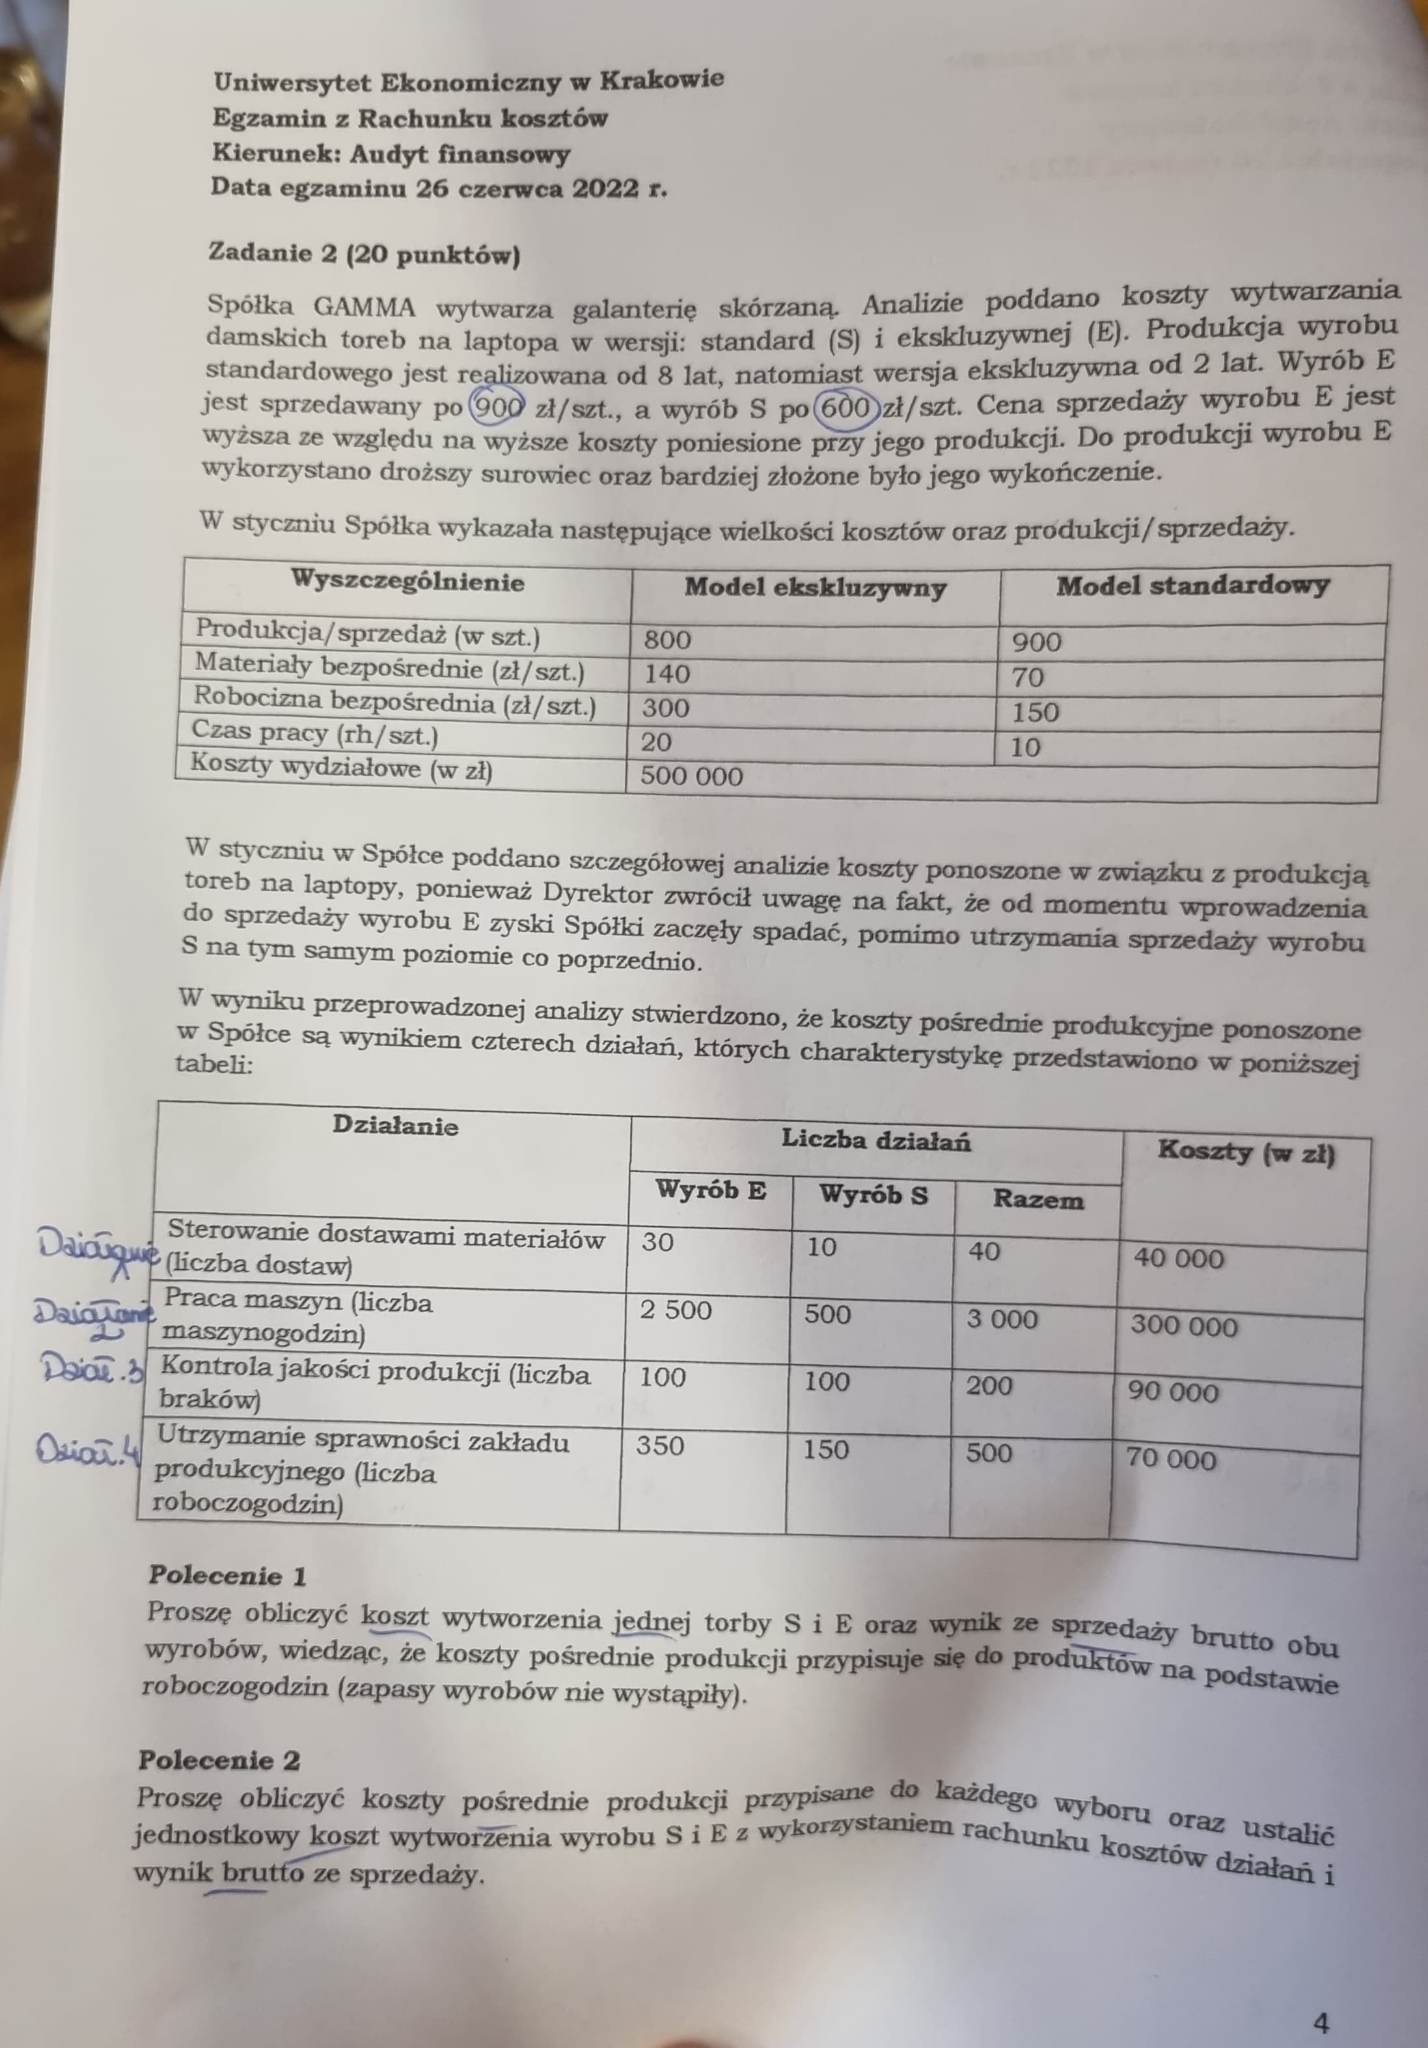 Uniwersytet Ekonomiczny w Krakowie
Egzamin z Rachunku kosztów
Kierunek: Audyt finansowy
Data egzaminu 26 czerwca 2022 r.
Zadanie 2 (20 punktów)
Spółka GAMMA wytwarza galanterię skórzaną. Analizie poddano koszty wytwarzania
damskich toreb na laptopa w wersji: standard (S) i ekskluzywnej (E). Produkcja wyrobu
standardowego jest realizowana od 8 lat, natomiast wersja ekskluzywna od 2 lat. Wyrób E
jest sprzedawany po 900 zł/szt., a wyrób S po 600 zł/szt. Cena sprzedaży wyrobu E jest
wyższa ze względu na wyższe koszty poniesione przy jego produkcji. Do produkcji wyrobu E
wykorzystano droższy surowiec oraz bardziej złożone było jego wykończenie.
W styczniu Spółka wykazała następujące wielkości kosztów oraz produkcji/sprzedaży.
Wyszczególnienie Model ekskluzywny Model standardowy
Produkcja/sprzedaż (w szt.) 800 900
Materiały bezpośrednie (zł/szt.) 140 70
Robocizna bezpośrednia (zł/szt.) 300 150
Czas pracy (rh/szt.) 20 10
Koszty wydziałowe (w zł) 500 000
W styczniu w Spółce poddano szczegółowej analizie koszty ponoszone w związku z produkcją
toreb na laptopy, ponieważ Dyrektor zwrócił uwagę na fakt, że od momentu wprowadzenia
do sprzedaży wyrobu E zyski Spółki zaczęły spadać, pomimo utrzymania sprzedaży wyrobu
S na tym samym poziomie co poprzednio.
W wyniku przeprowadzonej analizy stwierdzono, że koszty pośrednie produkcyjne ponoszone
w Spółce są wynikiem czterech działań, których charakterystykę przedstawiono w poniższej
tabeli:
Działanie Liczba działań Koszty (w zł)
Wyrób E Wyrób S Razem
Działanie 1 Sterowanie dostawami materiałów 30 10 40 40 000
(liczba dostaw)
Działanie 2 Praca maszyn (liczba 2 500 500 3 000 300 000
maszynogodzin)
Dział.3 Kontrola jakości produkcji (liczba 100 100 200 90 000
braków)
Dział.4 Utrzymanie sprawności zakładu 350 150 500 70 000
produkcyjnego (liczba
roboczogodzin)
Polecenie 1
Proszę obliczyć koszt wytworzenia jednej torby S i E oraz wynik ze sprzedaży brutto obu
wyrobów, wiedząc, że koszty pośrednie produkcji przypisuje się do produktów na podstawie
roboczogodzin (zapasy wyrobów nie wystąpiły).
Polecenie 2
Proszę obliczyć koszty pośrednie produkcji przypisane do każdego wyboru oraz ustalić
jednostkowy koszt wytworzenia wyrobu S i E z wykorzystaniem rachunku kosztów działań i
wynik brutto ze sprzedaży.
4